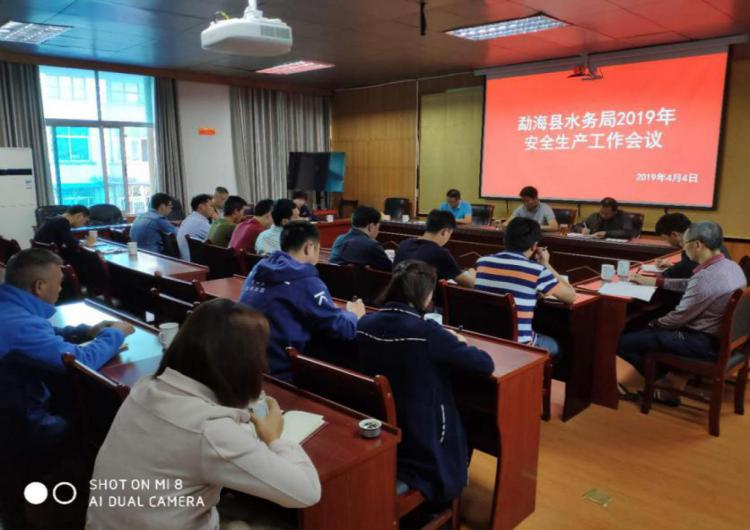 勐海县水务局2019年
安全生产工作会议
2019年4月4日
SHOT ON MI 8
AI DUAL CAMERA